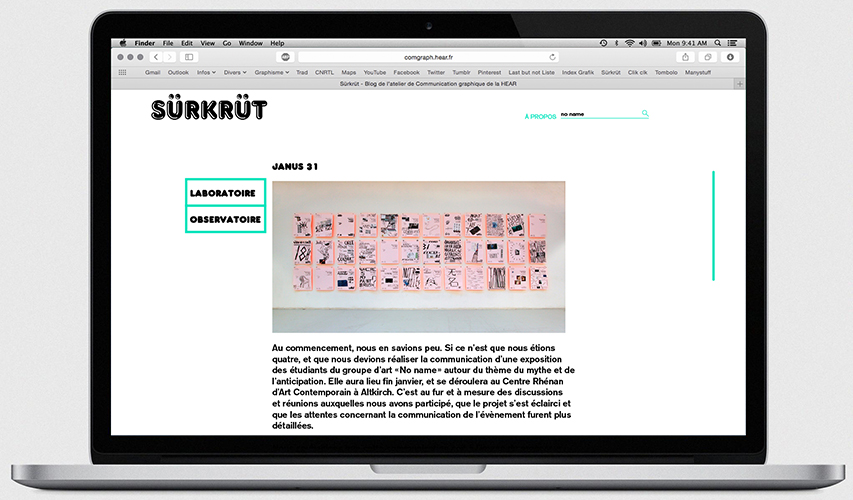 Finder File Edit View Go Window Help Mon 9:41 AM
comgraph.hear.fr
Gmail Outlook Infos Divers Graphisme Trad CNRTL Maps YouTube Facebook Twitter Tumblr Pinterest Last but not Liste Index Grafik Sürkrüt Clik clk Tombolo Manystuff
Sürkrüt - Blog de l'atelier de Communication graphique de la HEAR
SÜRKRÜT
À PROPOS no name
JANUS 31
LABORATOIRE
OBSERVATOIRE
Au commencement, nous en savions peu. Si ce n'est que nous étions
quatre, et que nous devions réaliser la communication d'une exposition
des étudiants du groupe d'art «No name» autour du thème du mythe et de
l'anticipation. Elle aura lieu fin janvier, et se déroulera au Centre Rhénan
d'Art Contemporain à Altkirch. C'est au fur et à mesure des discussions
et réunions auxquelles nous avons participé, que le projet s'est éclairci et
que les attentes concernant la communication de l'évènement furent plus
détaillées.